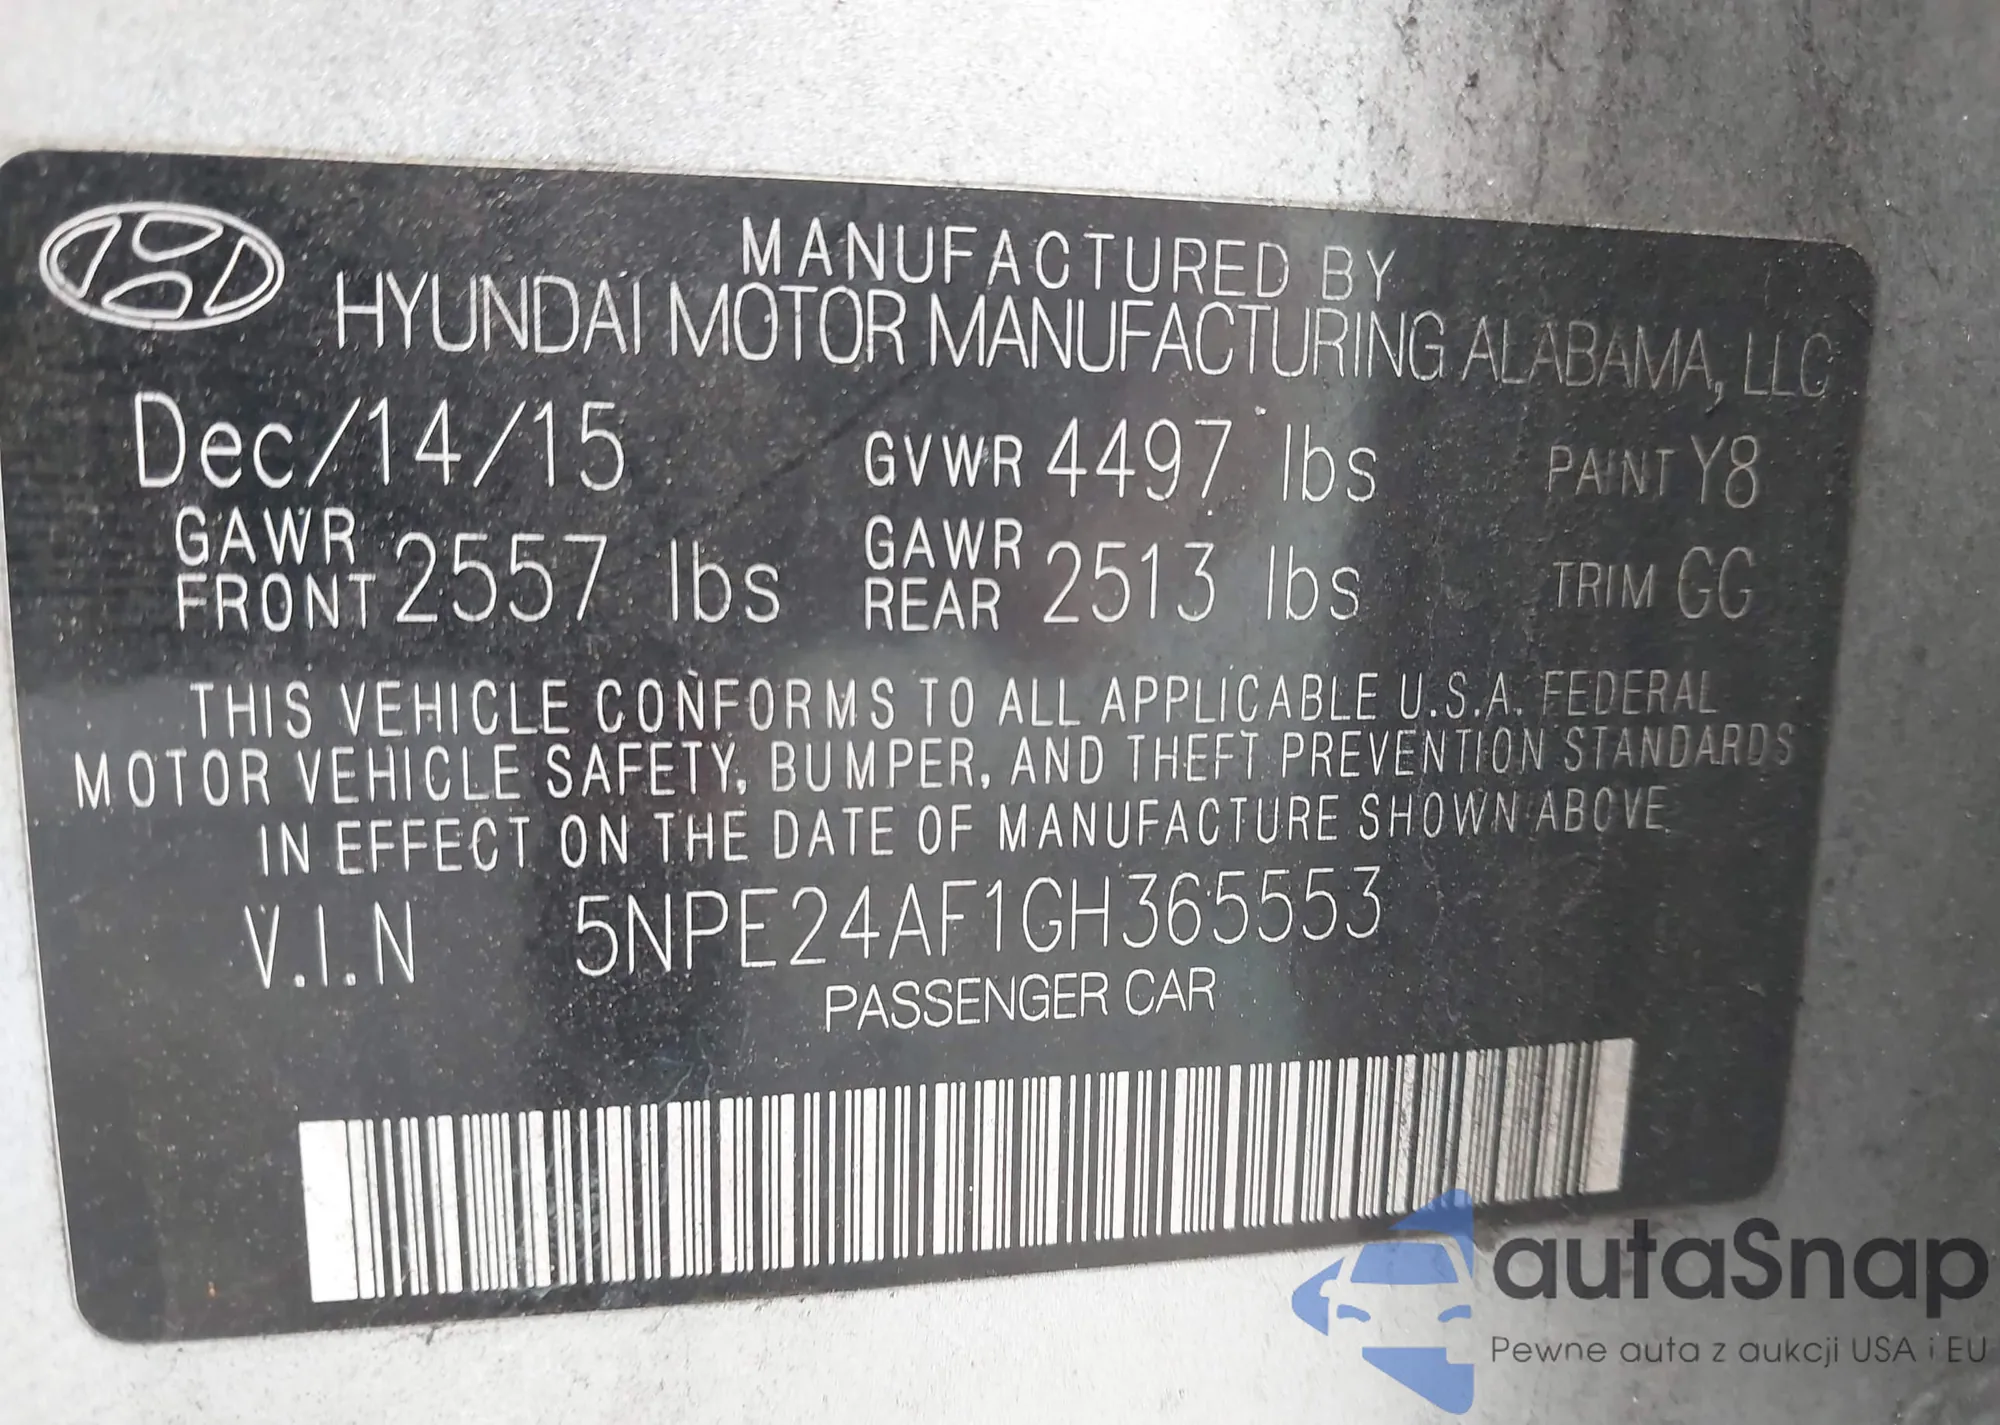 MANUFACTURED BY
HYUNDAI MOTOR MANUFACTURING ALABAMA, LLC
Dec/14/15 GVWR 4497 lbs PAINT Y8
GAWR FRONT 2557 lbs GAWR REAR 2513 lbs TRIM GG
THIS VEHICLE CONFORMS TO ALL APPLICABLE U.S.A. FEDERAL
MOTOR VEHICLE SAFETY, BUMPER, AND THEFT PREVENTION STANDARDS
IN EFFECT ON THE DATE OF MANUFACTURE SHOWN ABOVE.
V.I.N 5NPE24AF1GH365553
PASSENGER CAR
autaSnap
Pewne auta z aukcji USA i EU